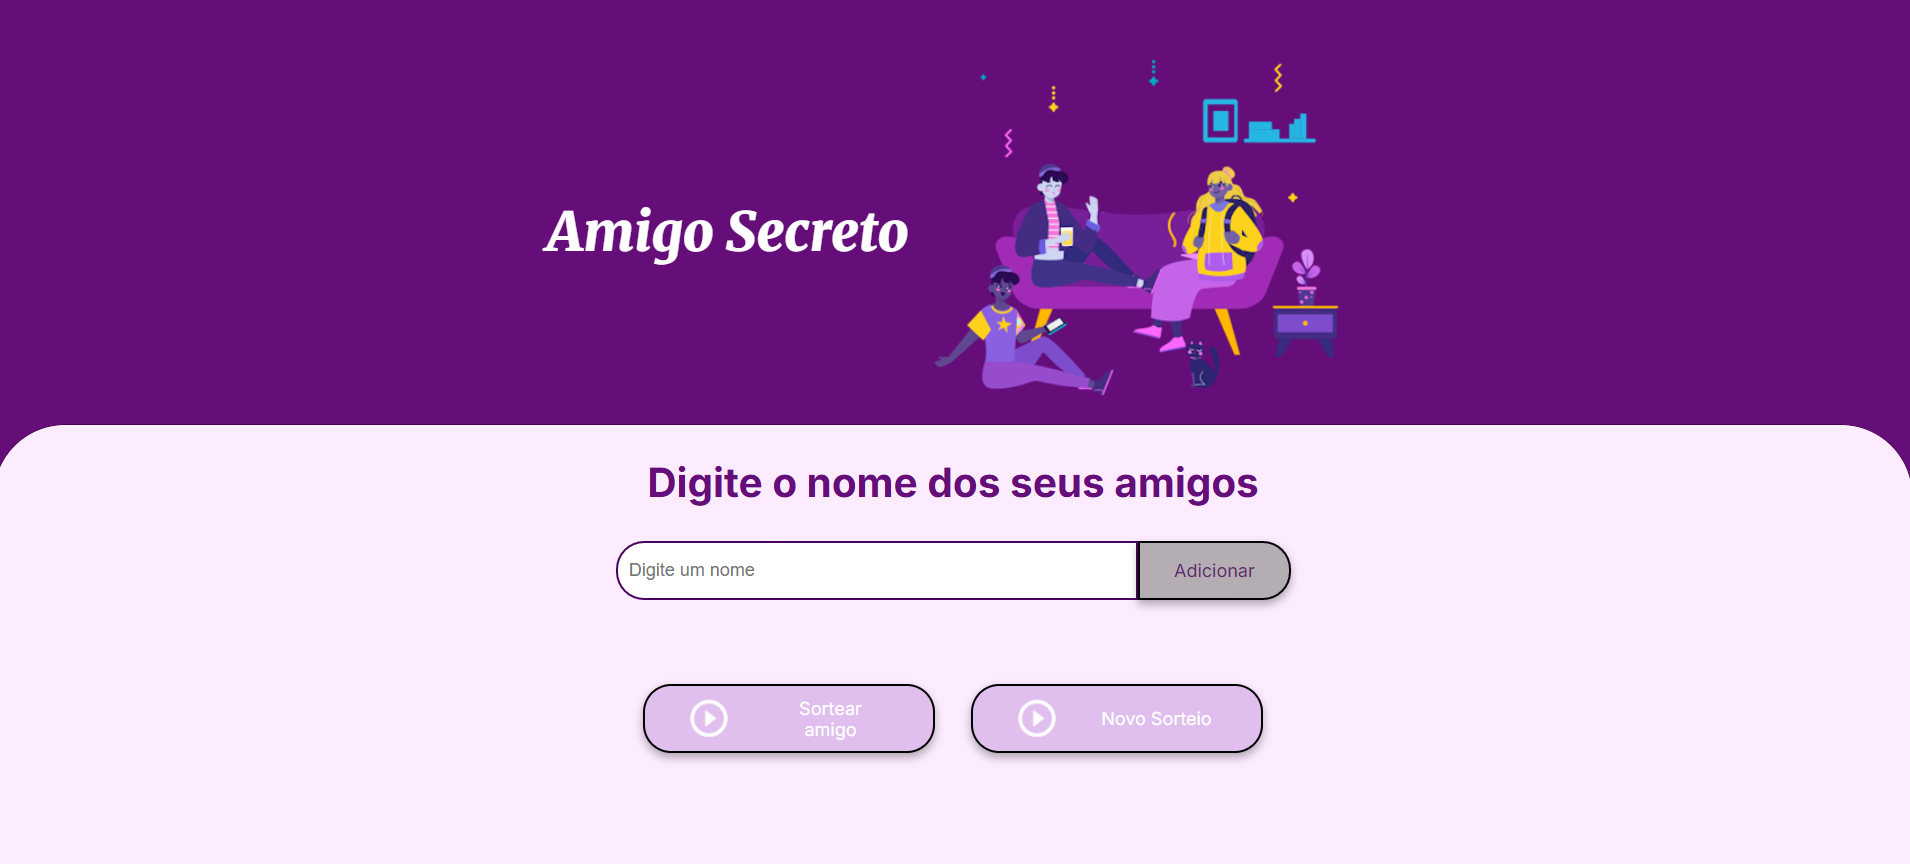 Amigo Secreto
Digite o nome dos seus amigos
Digite um nome
Adicionar
Sortear
amigo
Novo Sorteio